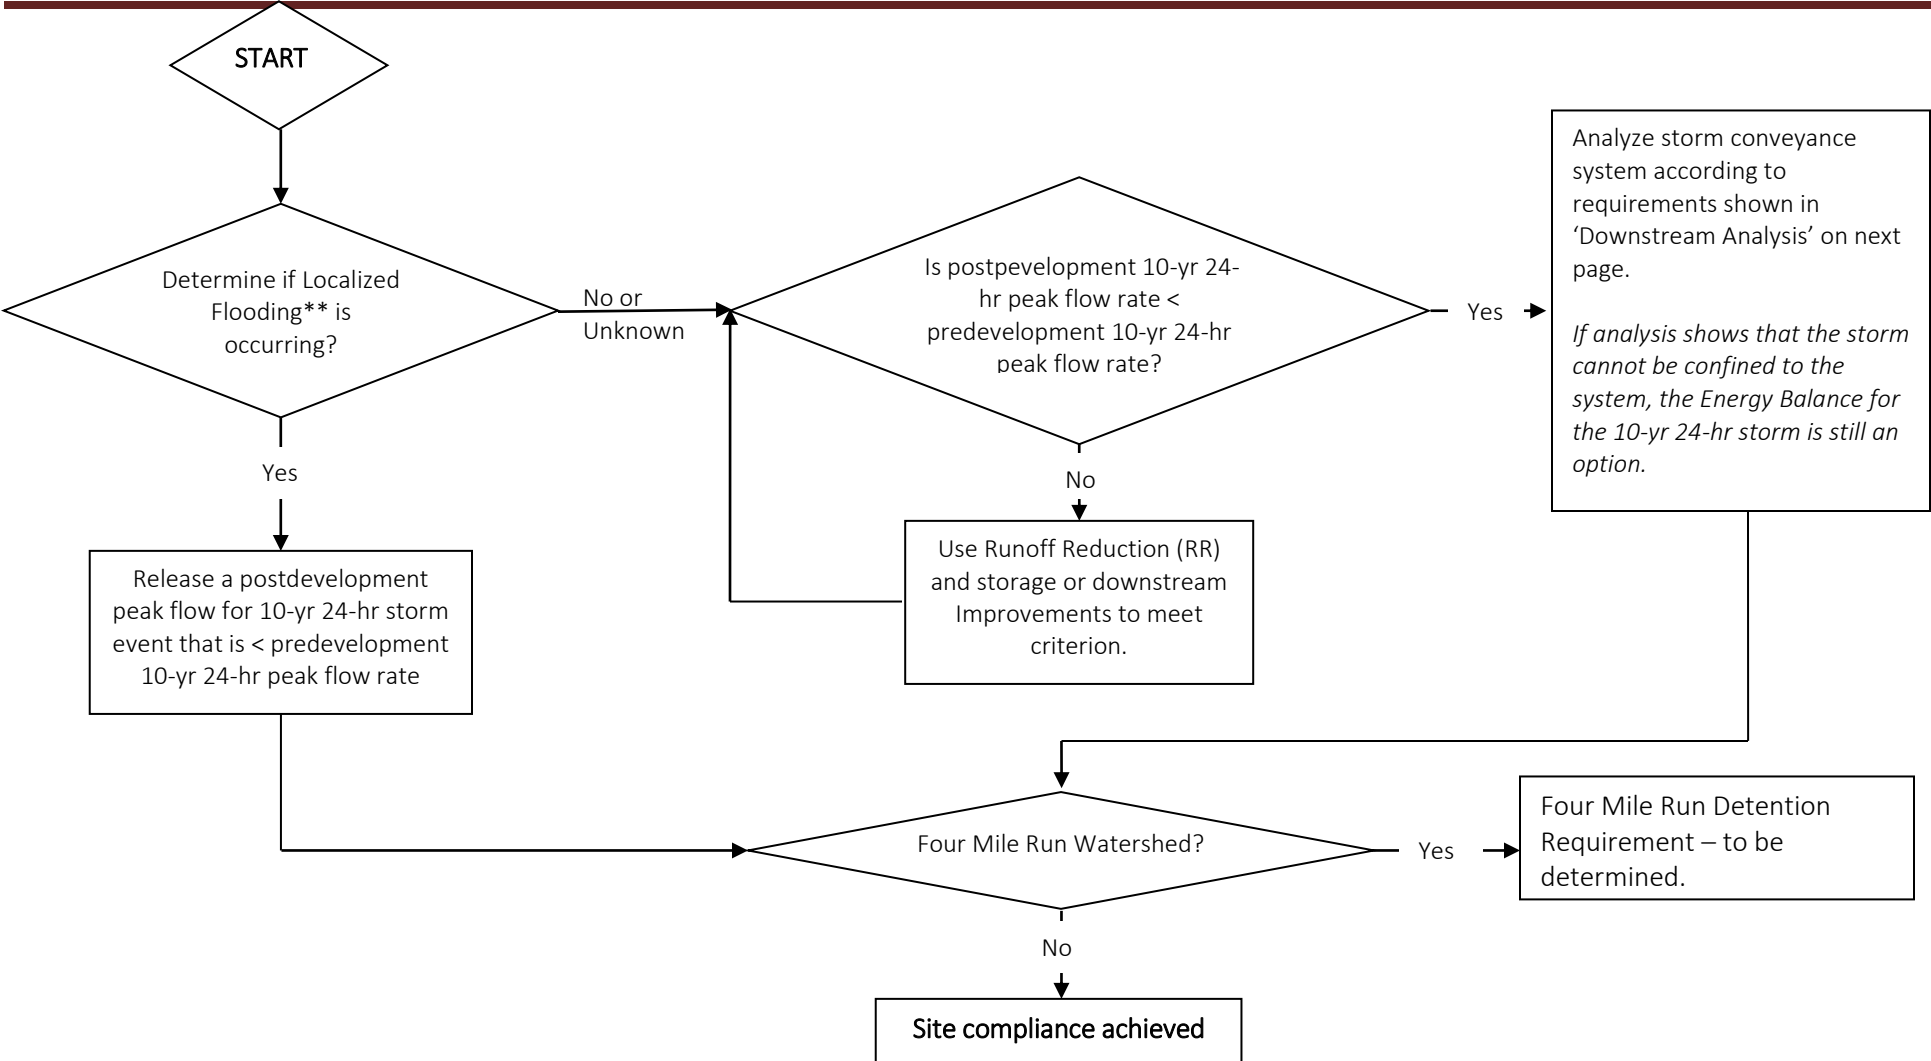 START
Determine if Localized
Flooding** is
occurring?
No or
Unknown
Is postpevelopment 10-yr 24-
hr peak flow rate <
predevelopment 10-yr 24-hr
peak flow rate?
Yes
Analyze storm conveyance
system according to
requirements shown in
‘Downstream Analysis’ on next
page.
If analysis shows that the storm
cannot be confined to the
system, the Energy Balance for
the 10-yr 24-hr storm is still an
option.
Yes
No
Release a postdevelopment
peak flow for 10-yr 24-hr storm
event that is < predevelopment
10-yr 24-hr peak flow rate
Use Runoff Reduction (RR)
and storage or downstream
Improvements to meet
criterion.
Four Mile Run Watershed?
Yes
Four Mile Run Detention
Requirement – to be
determined.
No
Site compliance achieved